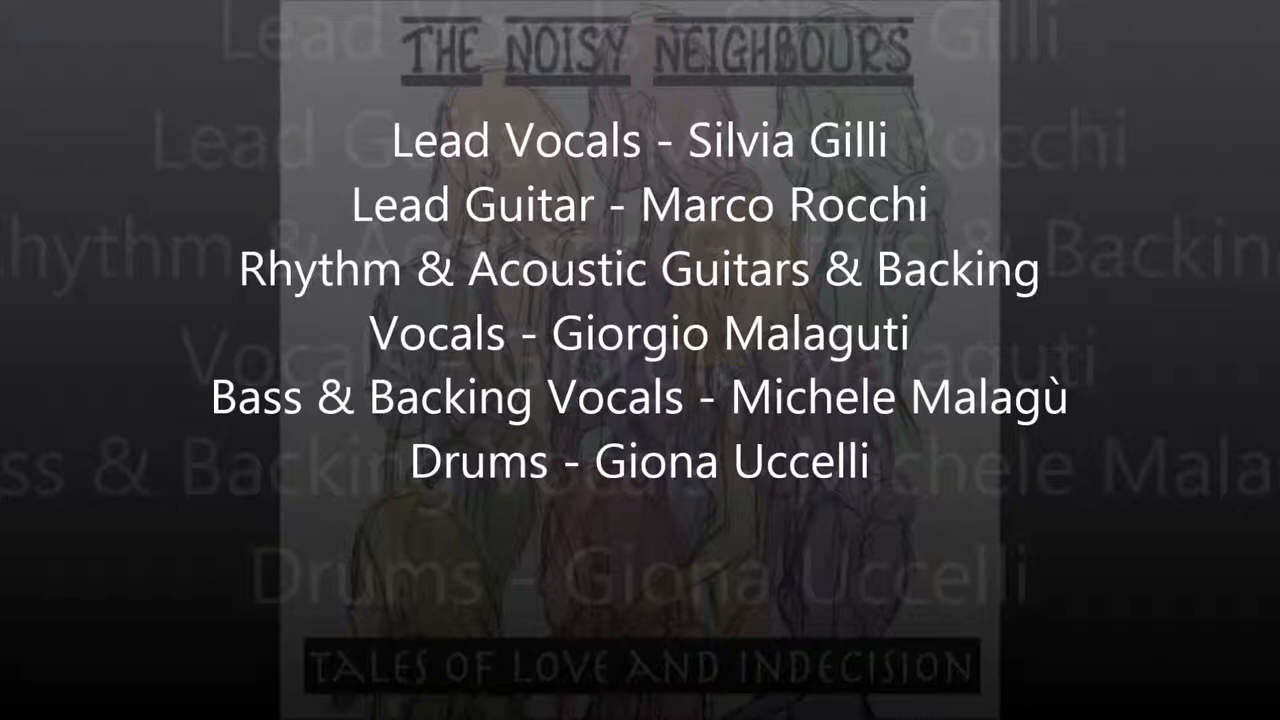 THE NOISY NEIGHBOURS
Lead Vocals - Silvia Gilli
Lead Guitar - Marco Rocchi
Rhythm & Acoustic Guitars & Backing
Vocals - Giorgio Malaguti
Bass & Backing Vocals - Michele Malagù
Drums - Giona Uccelli
TALES OF LOVE AND INDECISION